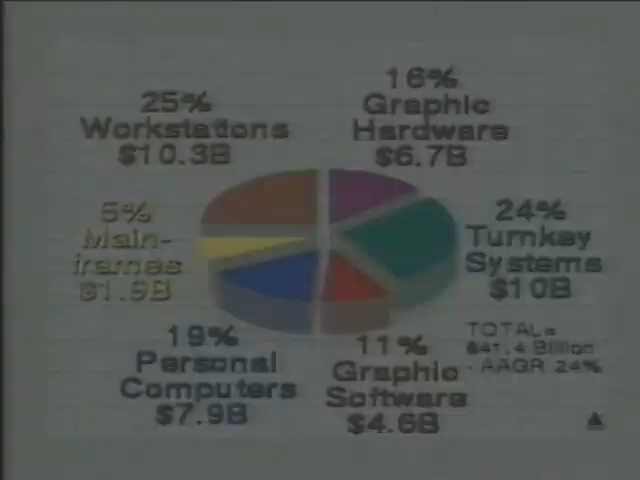 16%
Graphic
Hardware
$6.7B
25%
Workstations
$10.3B
24%
Turnkey
Systems
$10B
5%
Main-
frames
$1.9B
19%
Personal
Computers
$7.9B
11%
Graphic
Software
$4.6B
TOTAL=
$41.4 Billion
- AAGR 24%